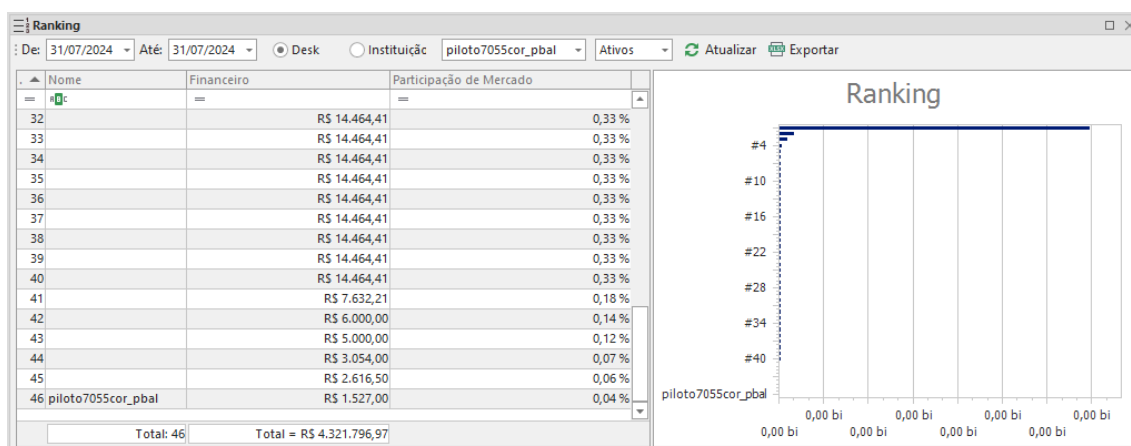 Ranking
De: 31/07/2024 Até: 31/07/2024 Desk Instituição piloto7055cor_pbal Ativos Atualizar Exportar
. Nome Financeiro Participação de Mercado
= ABC = =
32 R$ 14.464,41 0,33 %
33 R$ 14.464,41 0,33 %
34 R$ 14.464,41 0,33 %
35 R$ 14.464,41 0,33 %
36 R$ 14.464,41 0,33 %
37 R$ 14.464,41 0,33 %
38 R$ 14.464,41 0,33 %
39 R$ 14.464,41 0,33 %
40 R$ 14.464,41 0,33 %
41 R$ 7.632,21 0,18 %
42 R$ 6.000,00 0,14 %
43 R$ 5.000,00 0,12 %
44 R$ 3.054,00 0,07 %
45 R$ 2.616,50 0,06 %
46 piloto7055cor_pbal R$ 1.527,00 0,04 %
Total: 46 Total = R$ 4.321.796,97
Ranking
#4
#10
#16
#22
#28
#34
#40
piloto7055cor_pbal
0,00 bi 0,00 bi 0,00 bi 0,00 bi
0,00 bi 0,00 bi 0,00 bi 0,00 bi